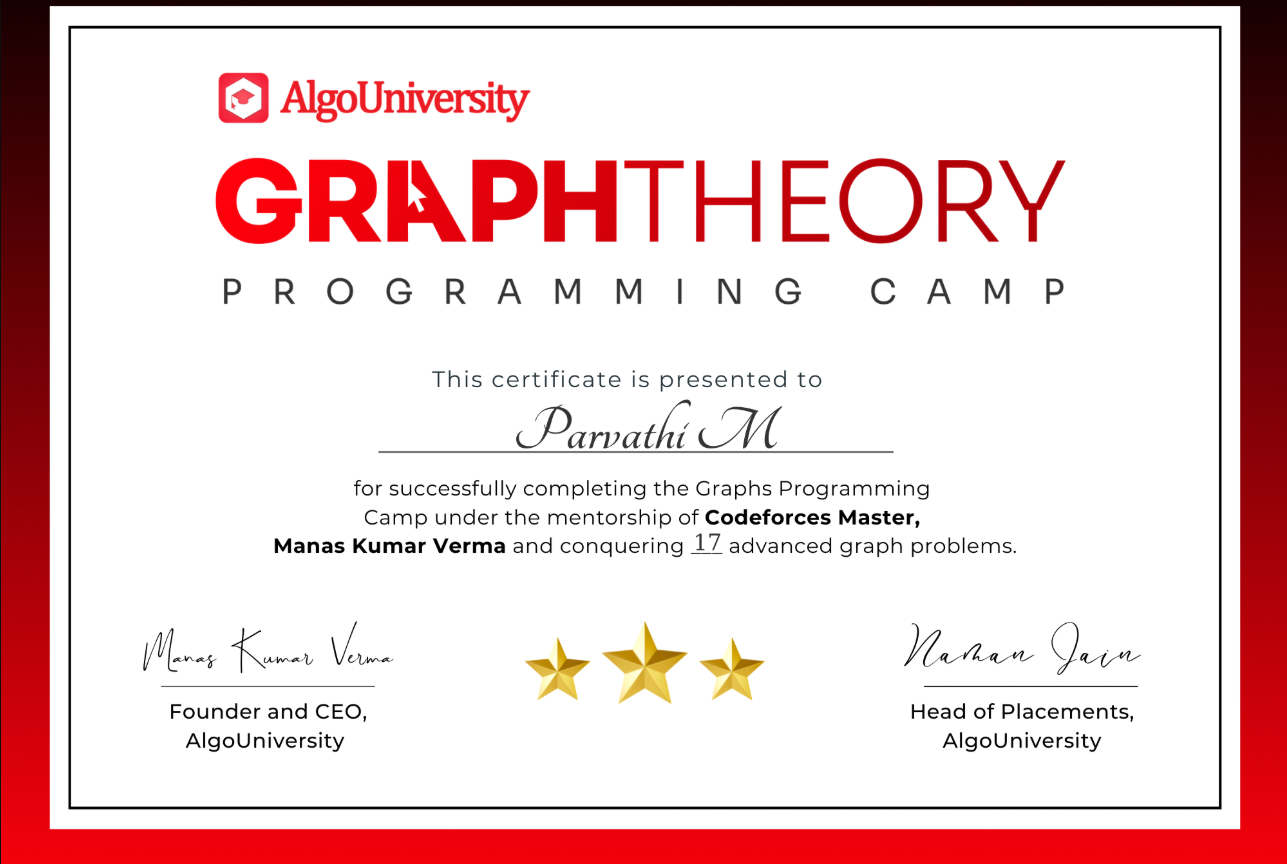 AlgoUniversity
GRAPHTHEORY
PROGRAMMING CAMP
This certificate is presented to
Parvathi M
for successfully completing the Graphs Programming
Camp under the mentorship of Codeforces Master,
Manas Kumar Verma and conquering 17 advanced graph problems.
Manas Kumar Verma
Founder and CEO,
AlgoUniversity
Naman Jain
Head of Placements,
AlgoUniversity